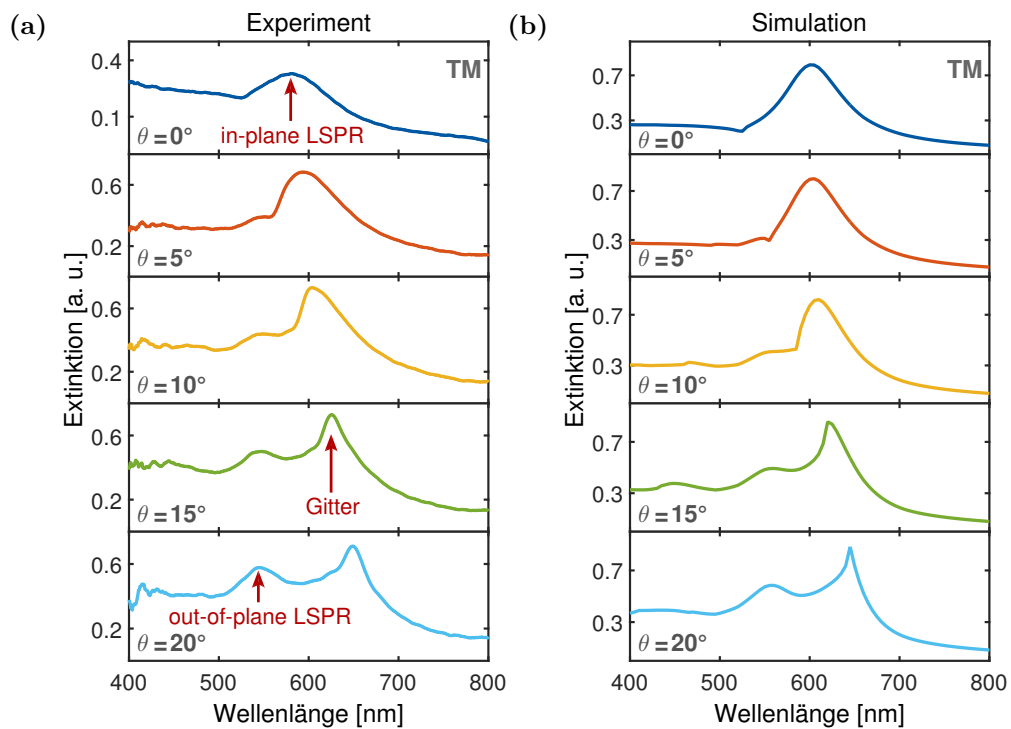 (a)
Experiment
0.4
0.1
TM
θ = 0°
in-plane LSPR
0.6
0.2
θ = 5°
0.6
0.2
θ = 10°
0.6
0.2
θ = 15°
Gitter
0.6
0.2
θ = 20°
out-of-plane LSPR
400 500 600 700 800
Wellenlänge [nm]
Extinktion [a. u.]
(b)
Simulation
0.7
0.3
TM
θ = 0°
0.7
0.3
θ = 5°
0.7
0.3
θ = 10°
0.7
0.3
θ = 15°
0.7
0.3
θ = 20°
400 500 600 700 800
Wellenlänge [nm]
Extinktion [a. u.]